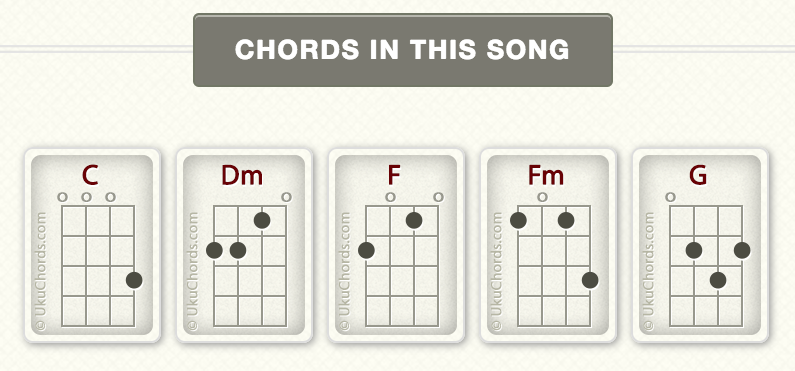 CHORDS IN THIS SONG
C
Dm
F
Fm
G
© UkuChords.com
© UkuChords.com
© UkuChords.com
© UkuChords.com
© UkuChords.com